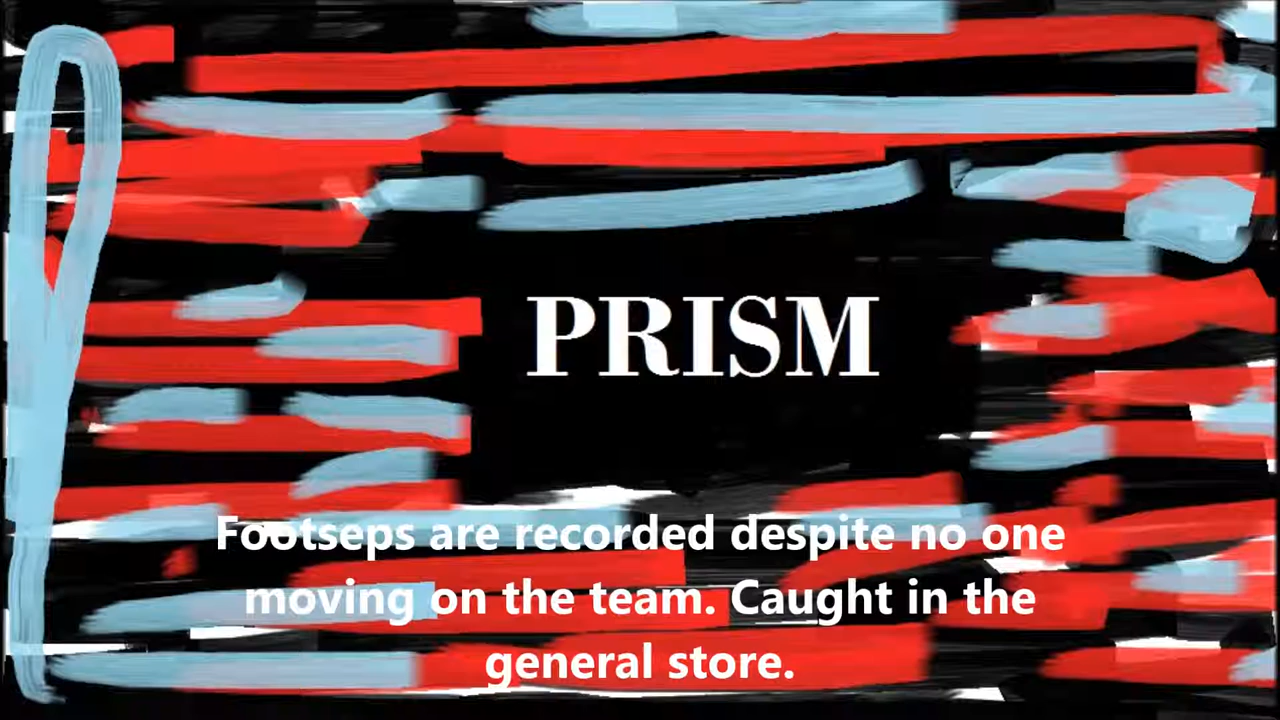 PRISM
Footseps are recorded despite no one
moving on the team. Caught in the
general store.